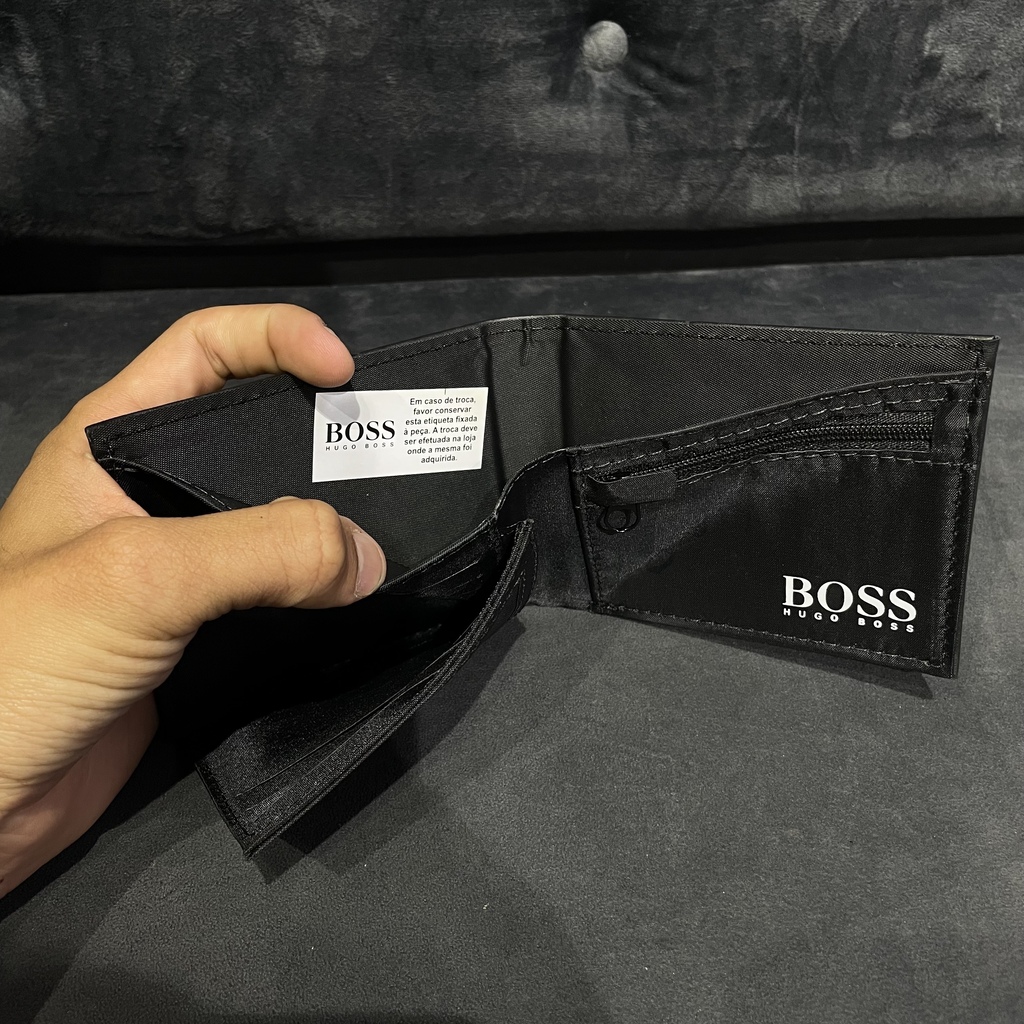 BOSS
HUGO BOSS
Em caso de troca,
favor conservar
esta etiqueta fixada
à peça. A troca deve
ser efetuada na loja
onde a mesma foi
adquirida.
BOSS
HUGO BOSS